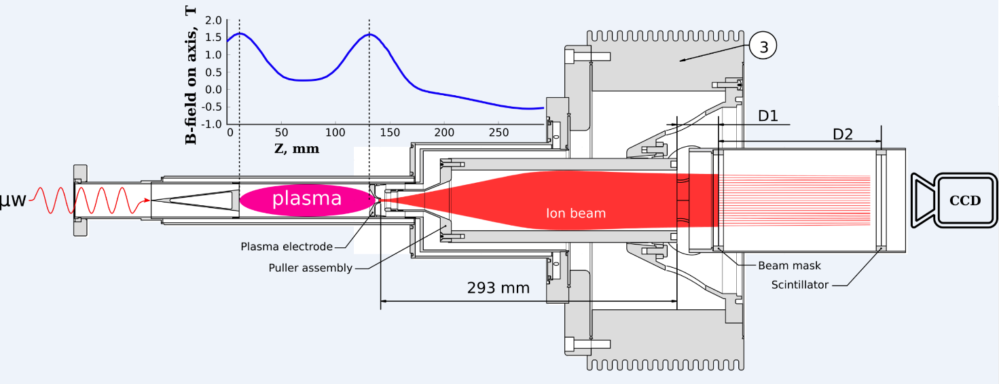 B-field on axis, T
2.0
1.5
1.0
0.5
0.0
-0.5
-1.0
0 50 100 150 200 250
Z, mm
3
D1
D2
μw
plasma
Ion beam
CCD
Plasma electrode
Puller assembly
Beam mask
Scintillator
293 mm